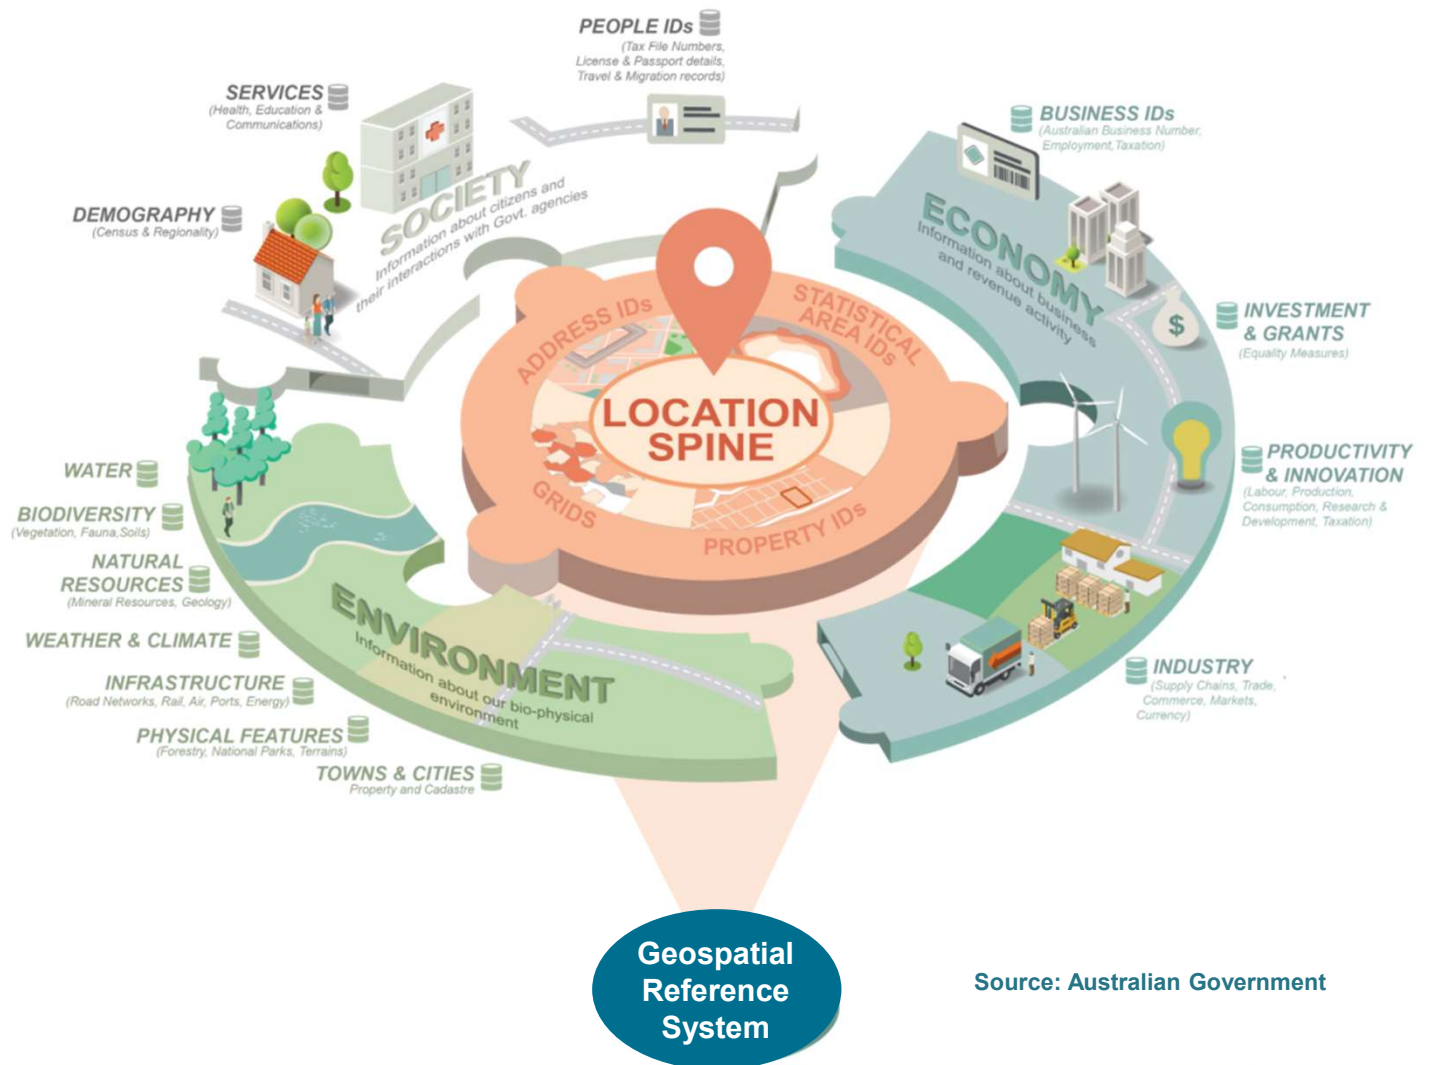 PEOPLE IDs
(Tax File Numbers,
License & Passport details,
Travel & Migration records)
SERVICES
(Health, Education &
Communications)
DEMOGRAPHY
(Census & Regionality)
SOCIETY
Information about citizens and
their interactions with Govt. agencies
BUSINESS IDs
(Australian Business Number,
Employment,Taxation)
ECONOMY
Information about business
and revenue activity
$
INVESTMENT
& GRANTS
(Equality Measures)
PRODUCTIVITY
& INNOVATION
(Labour, Production,
Consumption, Research &
Development, Taxation)
INDUSTRY
(Supply Chains, Trade,
Commerce, Markets,
Currency)
ADDRESS IDs
STATISTICAL
AREA IDs
LOCATION
SPINE
GRIDS
PROPERTY IDs
WATER
BIODIVERSITY
(Vegetation, Fauna,Soils)
NATURAL
RESOURCES
(Mineral Resources, Geology)
WEATHER & CLIMATE
INFRASTRUCTURE
(Road Networks, Rail, Air, Ports, Energy)
PHYSICAL FEATURES
(Forestry, National Parks, Terrains)
TOWNS & CITIES
Property and Cadastre
ENVIRONMENT
Information about our bio-physical
environment
Geospatial
Reference
System
Source: Australian Government